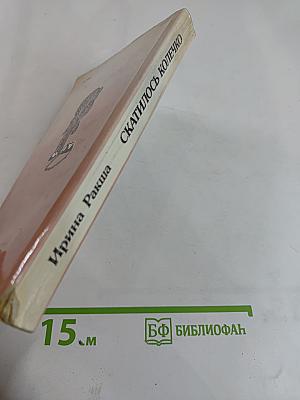 Ирина Ракша СКАТИЛОСЬ КОЛЕЧКО
15 см
БФ БИБЛИОФАН